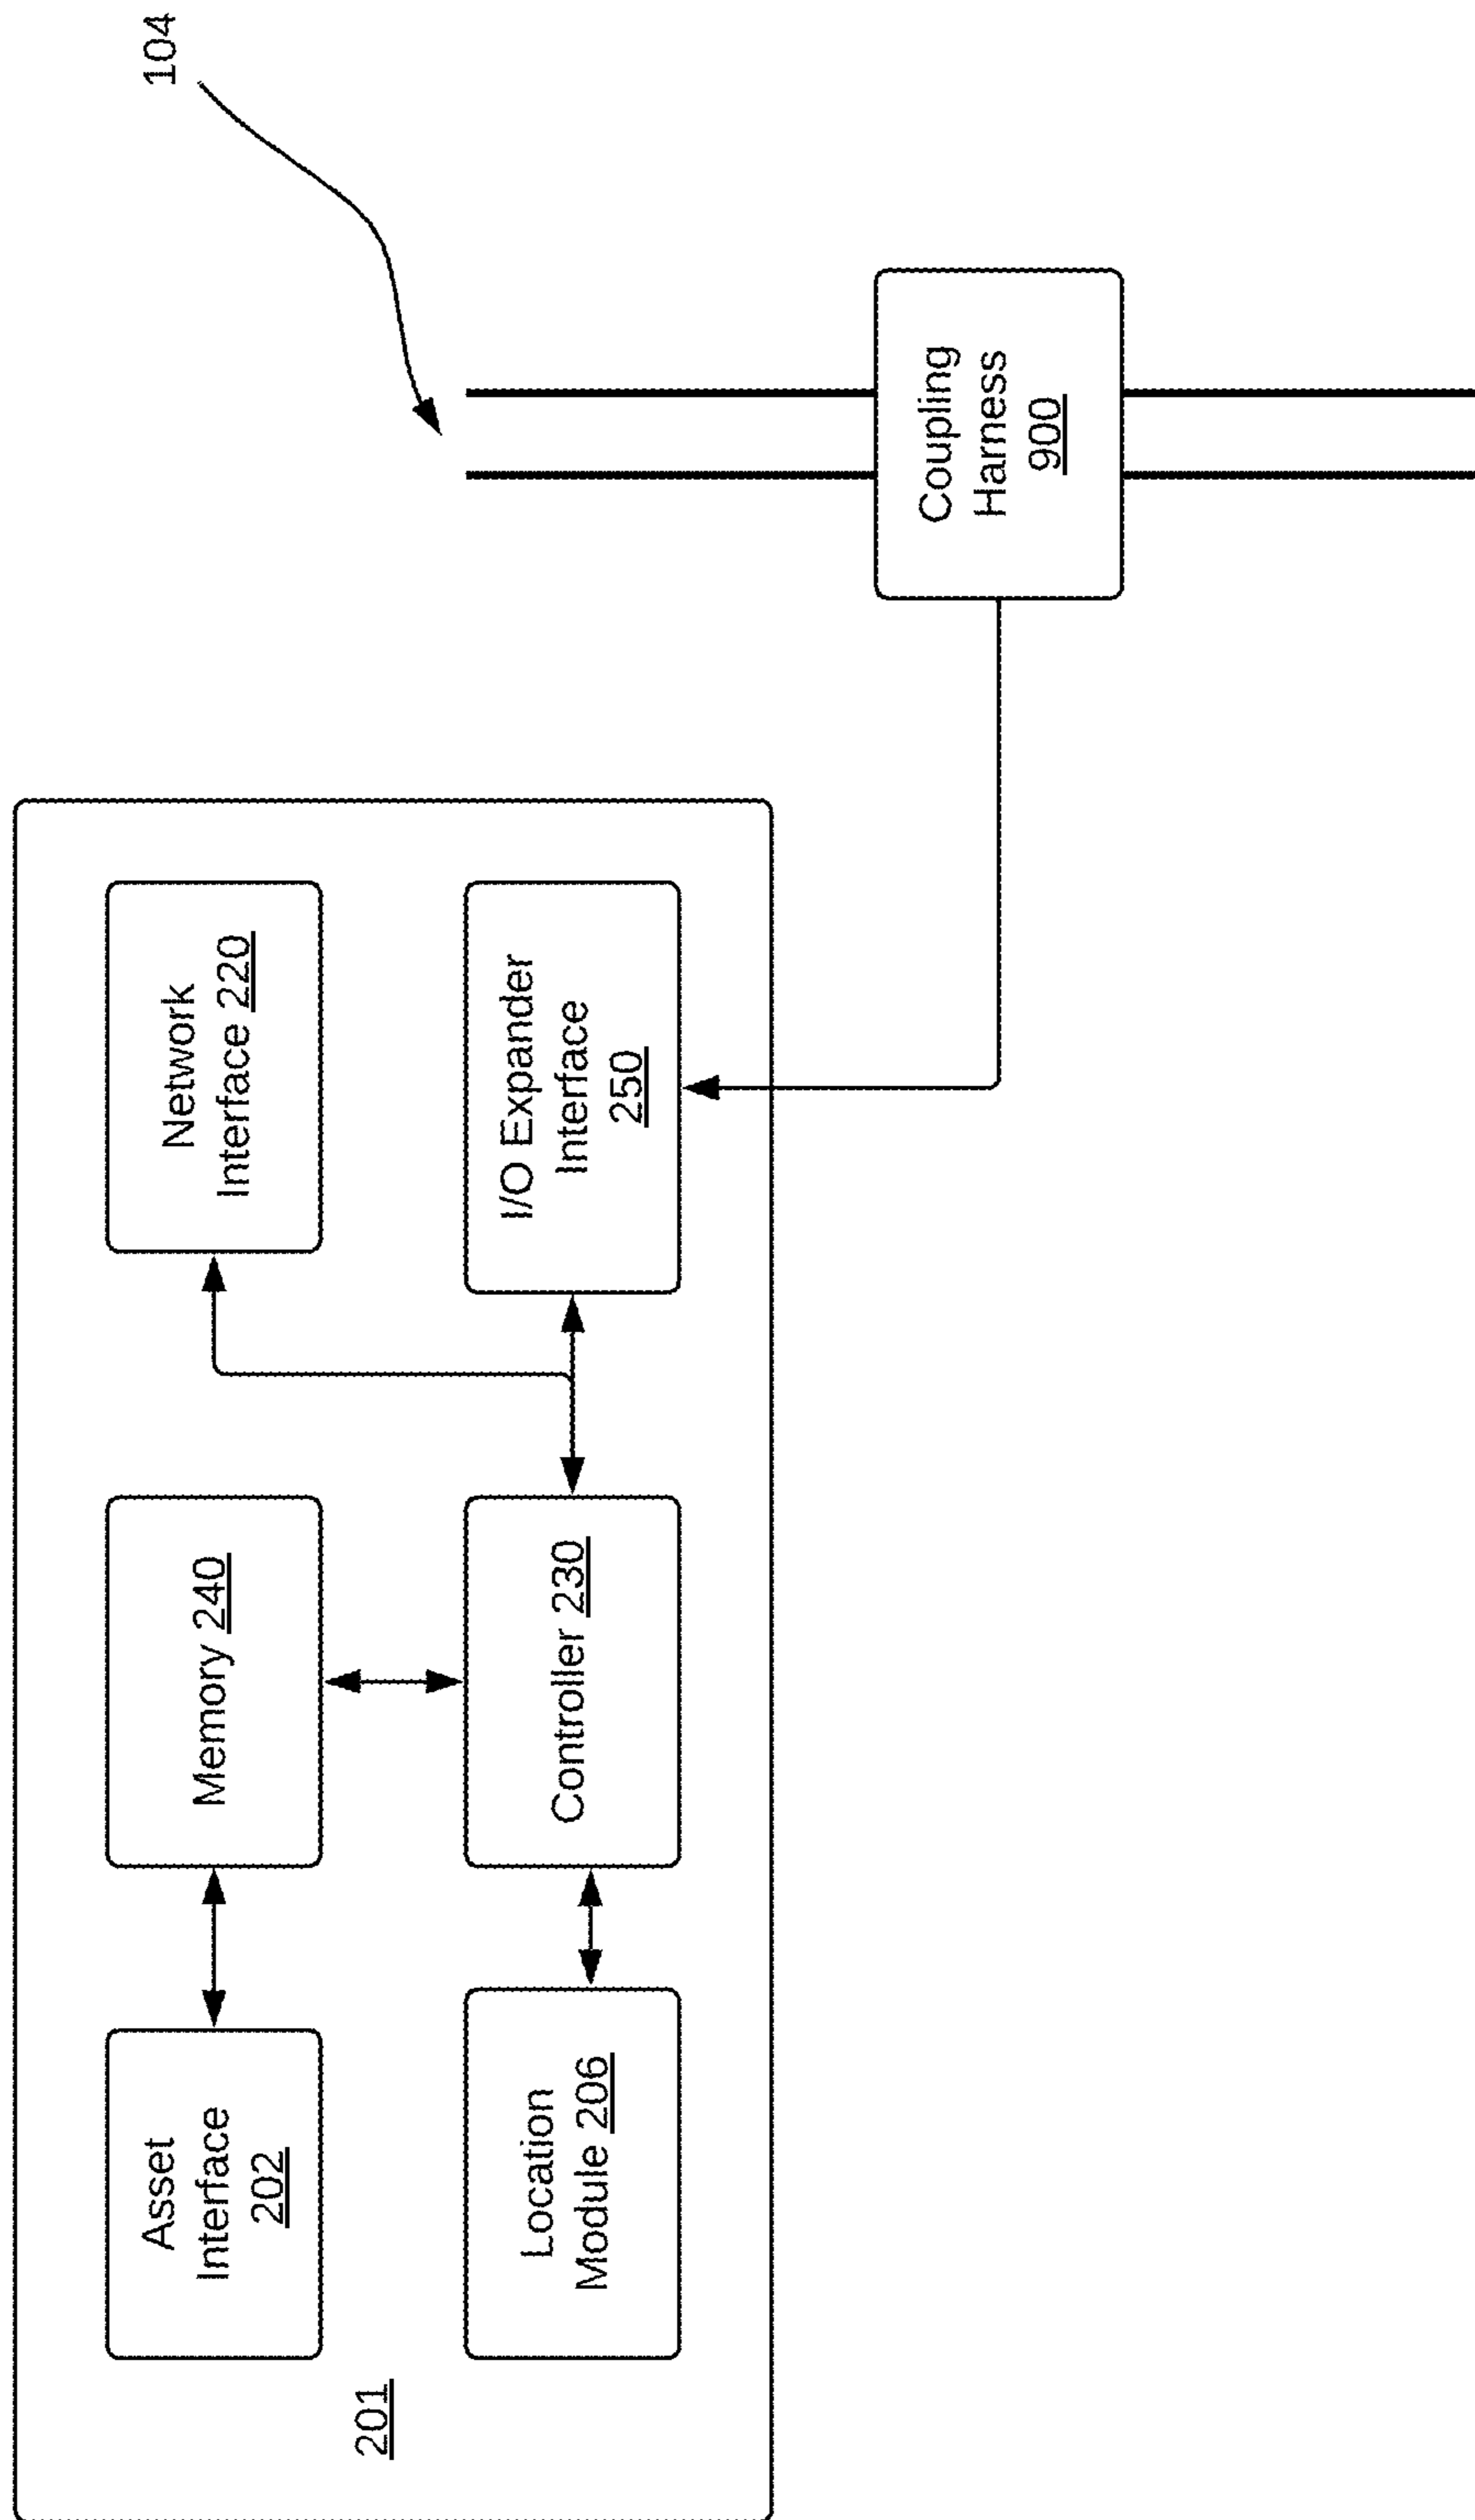 104
201
Asset
Interface
202
Memory 240
Network
Interface 220
Location
Module 206
Controller 230
I/O Expander
Interface
250
Coupling
Harness
900